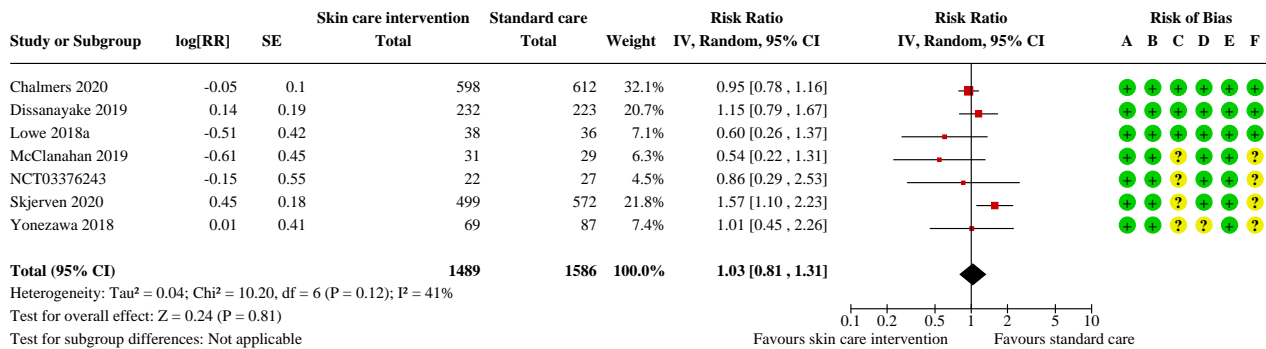 Skin care intervention Standard care Risk Ratio Risk Ratio Risk of Bias
Study or Subgroup log[RR] SE Total Total Weight IV, Random, 95% CI IV, Random, 95% CI A B C D E F
Chalmers 2020 -0.05 0.1 598 612 32.1% 0.95 [0.78 , 1.16] + + + + + +
Dissanayake 2019 0.14 0.19 232 223 20.7% 1.15 [0.79 , 1.67] + + + + + +
Lowe 2018a -0.51 0.42 38 36 7.1% 0.60 [0.26 , 1.37] + + + + + +
McClanahan 2019 -0.61 0.45 31 29 6.3% 0.54 [0.22 , 1.31] + + ? + + ?
NCT03376243 -0.15 0.55 22 27 4.5% 0.86 [0.29 , 2.53] + + ? + + ?
Skjerven 2020 0.45 0.18 499 572 21.8% 1.57 [1.10 , 2.23] + + ? + + ?
Yonezawa 2018 0.01 0.41 69 87 7.4% 1.01 [0.45 , 2.26] + + ? ? + ?
Total (95% CI) 1489 1586 100.0% 1.03 [0.81 , 1.31]
Heterogeneity: Tau² = 0.04; Chi² = 10.20, df = 6 (P = 0.12); I² = 41%
Test for overall effect: Z = 0.24 (P = 0.81)
Test for subgroup differences: Not applicable
0.1 0.2 0.5 1 2 5 10
Favours skin care intervention Favours standard care